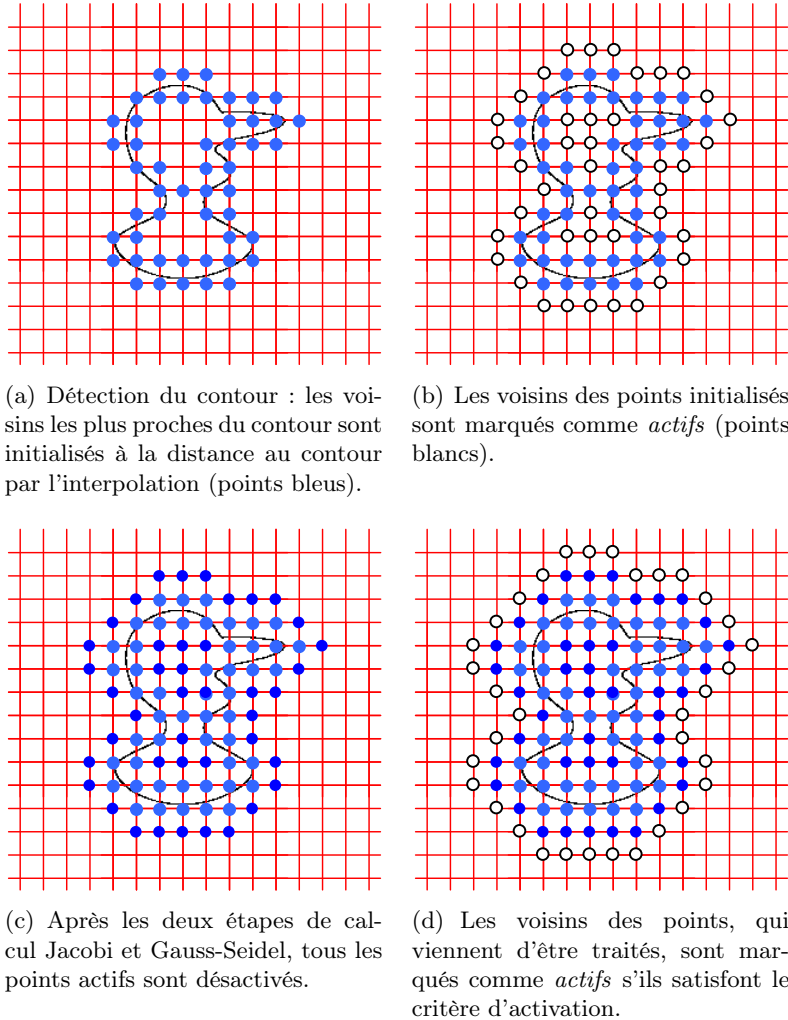 (a) Détection du contour : les voi-
sins les plus proches du contour sont
initialisés à la distance au contour
par l'interpolation (points bleus).
(b) Les voisins des points initialisés
sont marqués comme actifs (points
blancs).
(c) Après les deux étapes de cal-
cul Jacobi et Gauss-Seidel, tous les
points actifs sont désactivés.
(d) Les voisins des points, qui
viennent d'être traités, sont mar-
qués comme actifs s'ils satisfont le
critère d'activation.